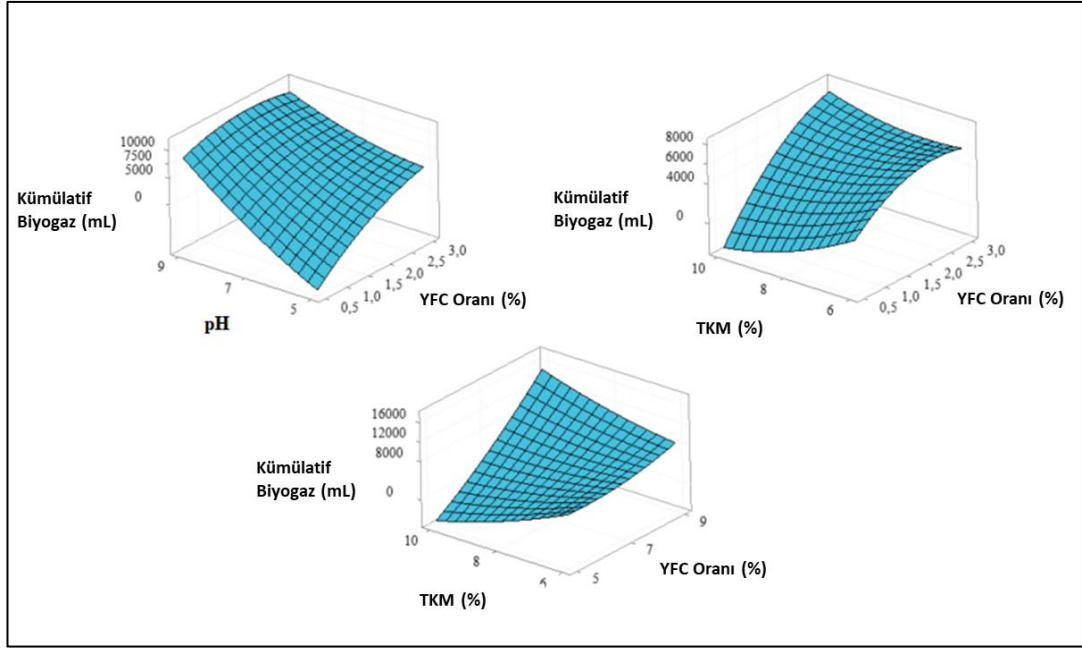 10000
7500
5000
0
Kümülatif
Biyogaz (mL)
9
7
5
pH
0,5
1,0
1,5
2,0
2,5
3,0
YFC Oranı (%)
8000
6000
4000
0
Kümülatif
Biyogaz (mL)
10
8
6
TKM (%)
0,5
1,0
1,5
2,0
2,5
3,0
YFC Oranı (%)
16000
12000
8000
0
Kümülatif
Biyogaz (mL)
10
8
TKM (%)
5
7
9
YFC Oranı (%)